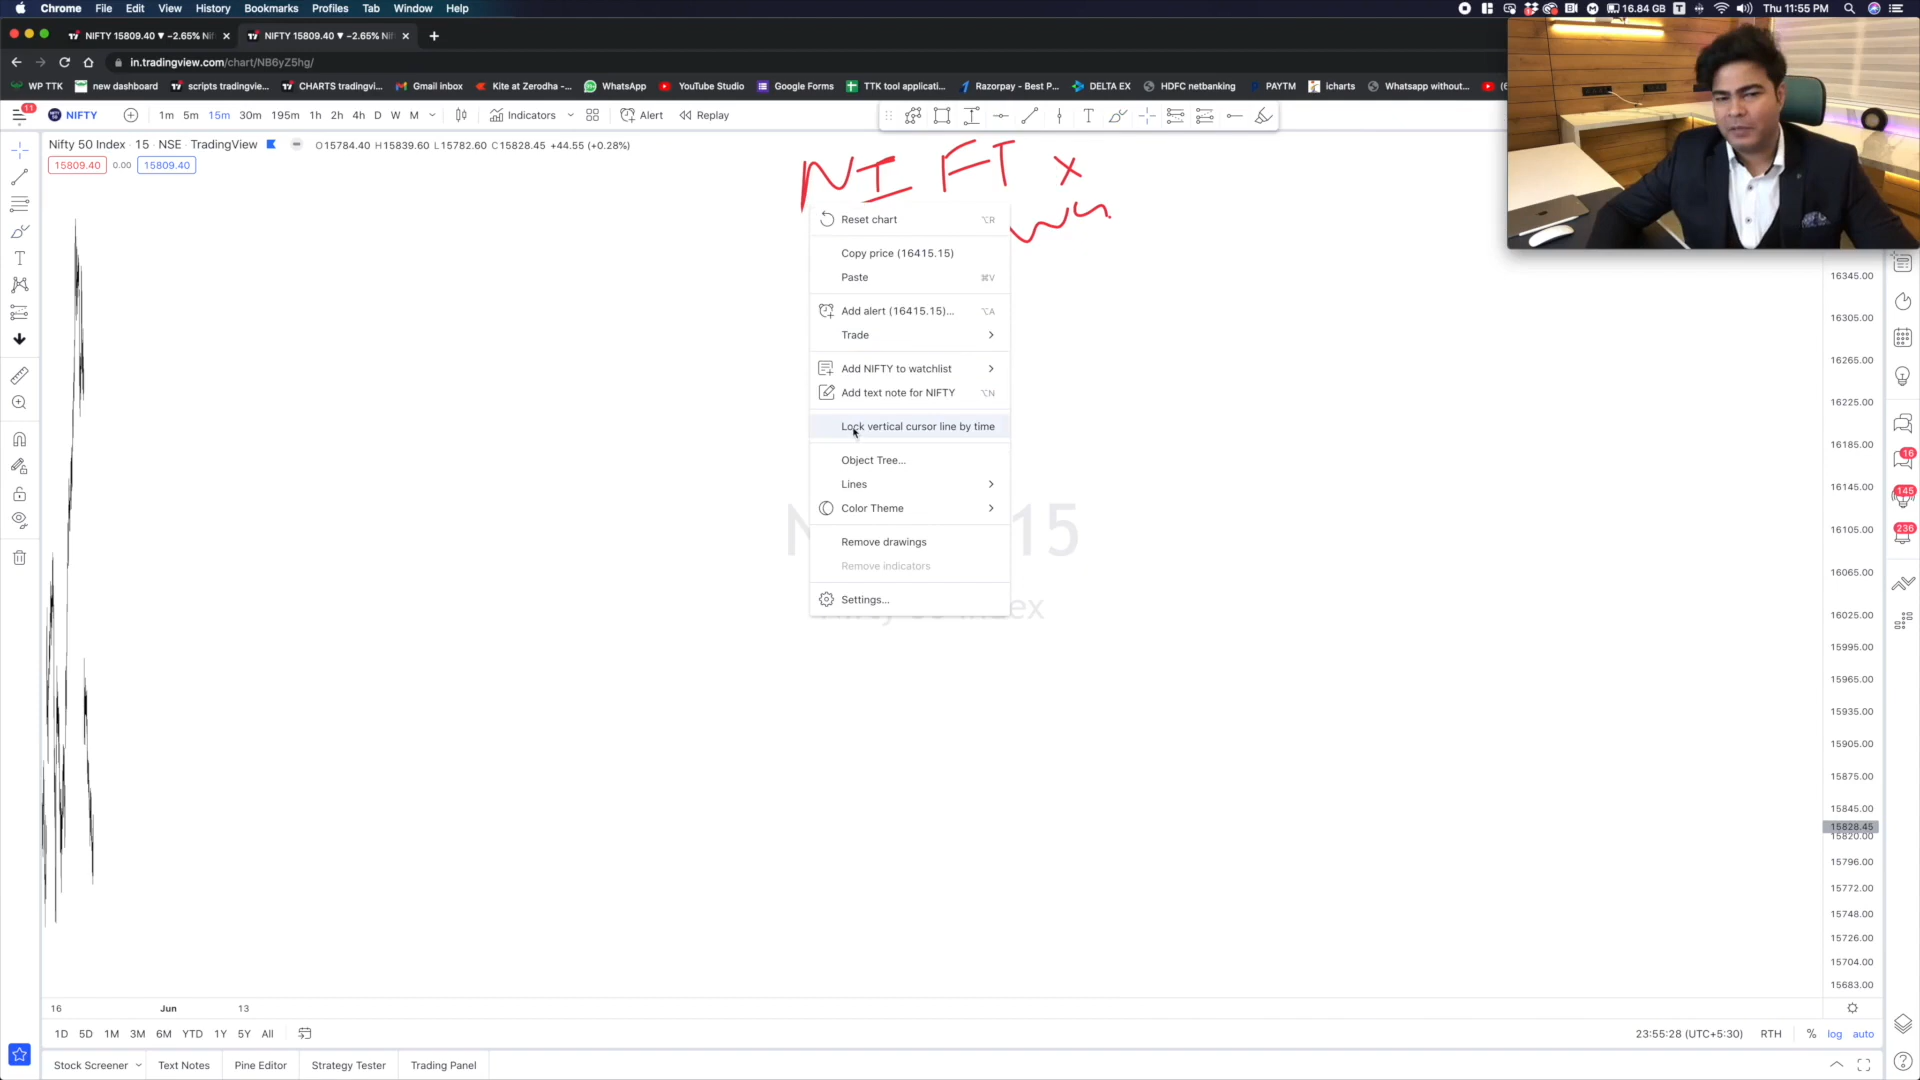 Chrome File Edit View History Bookmarks Profiles Tab Window Help
16.84 GB Thu 11:55 PM
NIFTY 15809.40 ▼ −2.65% Ni
NIFTY 15809.40 ▼ −2.65% Ni
in.tradingview.com/chart/NB6yZ5hg/
WP TTK new dashboard scripts tradingvie... CHARTS tradingvi... Gmail inbox Kite at Zerodha -... WhatsApp YouTube Studio Google Forms TTK tool applicati... Razorpay - Best P... DELTA EX HDFC netbanking PAYTM icharts Whatsapp without...
11
NIFTY 1m 5m 15m 30m 195m 1h 2h 4h D W M Indicators Alert Replay
Nifty 50 Index · 15 · NSE · TradingView O15784.40 H15839.60 L15782.60 C15828.45 +44.55 (+0.28%)
15809.40 0.00 15809.40
NIFT
Reset chart ⌥R
Copy price (16415.15)
Paste ⌘V
Add alert (16415.15)... ⌥A
Trade
Add NIFTY to watchlist
Add text note for NIFTY ⌥N
Lock vertical cursor line by time
Object Tree...
Lines
Color Theme
Remove drawings
Remove indicators
Settings...
15
16345.00
16305.00
16265.00
16225.00
16185.00
16145.00
16105.00
16065.00
16025.00
15995.00
15965.00
15935.00
15905.00
15875.00
15845.00
15828.45
15820.00
15796.00
15772.00
15748.00
15726.00
15704.00
15683.00
16
145
236
16 Jun 13
1D 5D 1M 3M 6M YTD 1Y 5Y All
23:55:28 (UTC+5:30) RTH % log auto
Stock Screener Text Notes Pine Editor Strategy Tester Trading Panel